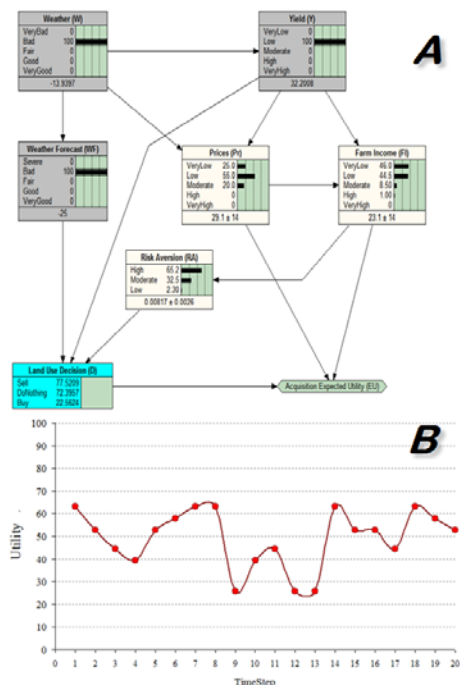 Weather (W)
VeryBad 0
Bad 100
Fair 0
Good 0
VeryGood 0
-13.9397
Yield (Y)
VeryLow 0
Low 100
Moderate 0
High 0
VeryHigh 0
32.2008
A
Weather Forecast (WF)
Severe 0
Bad 100
Fair 0
Good 0
VeryGood 0
-25
Prices (Pr)
VeryLow 25.0
Low 55.0
Moderate 20.0
High 0
VeryHigh 0
29.1 ± 14
Farm Income (FI)
VeryLow 46.0
Low 44.5
Moderate 8.50
High 1.00
VeryHigh 0
23.1 ± 14
Risk Aversion (RA)
High 65.2
Moderate 32.5
Low 2.30
0.00817 ± 0.0026
Land Use Decision (D)
Sell 77.5209
DoNothing 72.3957
Buy 22.5624
Acquisition Expected Utility (EU)
B
100
90
80
70
60
50
40
30
20
10
0
Utility
0 1 2 3 4 5 6 7 8 9 10 11 12 13 14 15 16 17 18 19 20
TimeStep